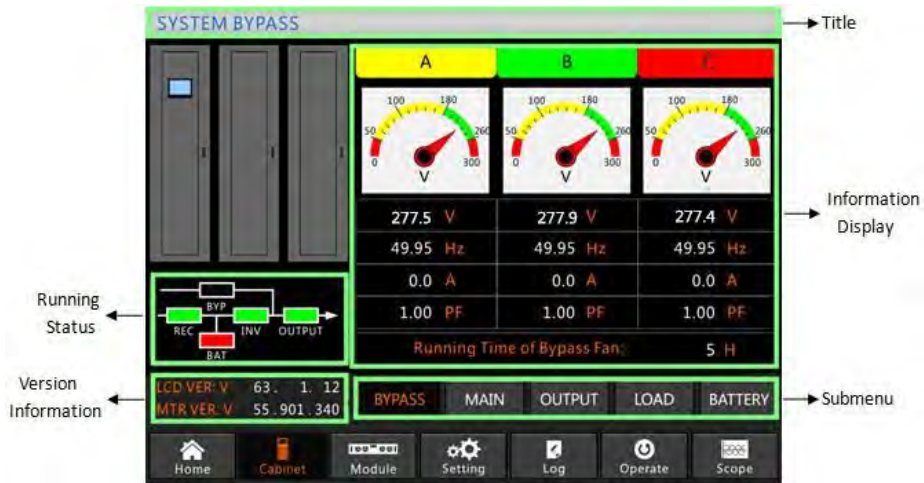 SYSTEM BYPASS
Title
A B C
50 100 180 260 0 300 V
50 100 180 260 0 300 V
50 100 180 260 0 300 V
277.5 V 277.9 V 277.4 V
Information
Display
49.95 Hz 49.95 Hz 49.95 Hz
0.0 A 0.0 A 0.0 A
1.00 PF 1.00 PF 1.00 PF
Running Time of Bypass Fan: 5 H
Running
Status
BYP
REC INV OUTPUT
BAT
Version
Information
LCD VER: V 63. 1. 12
MTR VER: V 55.901.340
BYPASS MAIN OUTPUT LOAD BATTERY
Submenu
Home Cabinet Module Setting Log Operate Scope